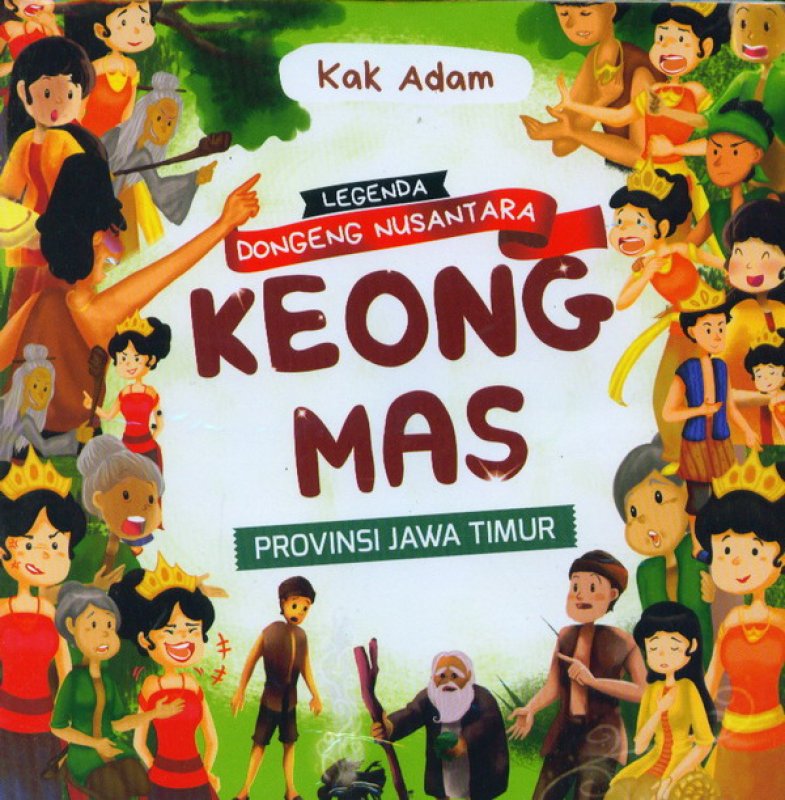 Kak Adam
LEGENDA
DONGENG NUSANTARA
KEONG
MAS
PROVINSI JAWA TIMUR